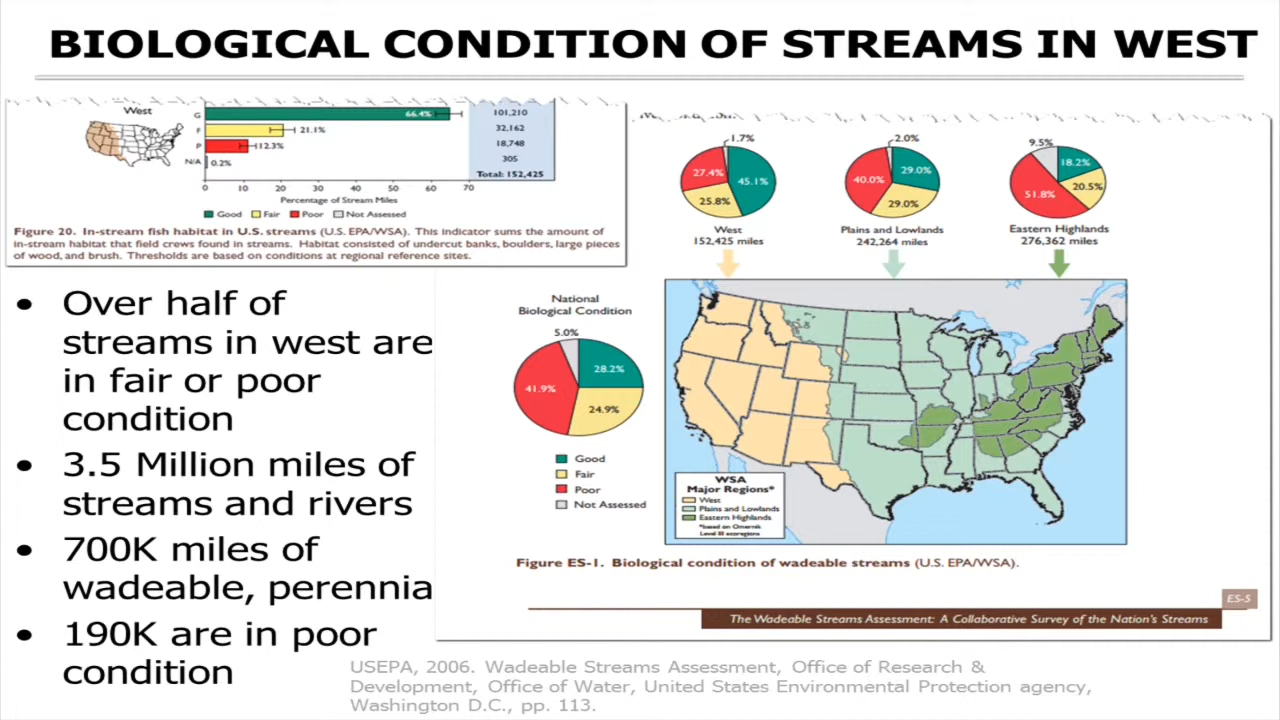 BIOLOGICAL CONDITION OF STREAMS IN WEST
West
G
66.4%
101,210
F
21.1%
32,162
P
12.3%
18,748
N/A
0.2%
305
Total: 152,425
0 10 20 30 40 50 60 70
Percentage of Stream Miles
Good Fair Poor Not Assessed
Figure 20. In-stream fish habitat in U.S. streams (U.S. EPA/WSA). This indicator sums the amount of
in-stream habitat that field crews found in streams. Habitat consisted of undercut banks, boulders, large pieces
of wood, and brush. Thresholds are based on conditions at regional reference sites.
• Over half of
streams in west are
in fair or poor
condition
• 3.5 Million miles of
streams and rivers
• 700K miles of
wadeable, perennia
• 190K are in poor
condition
1.7%
27.4%
45.1%
25.8%
West
152,425 miles
2.0%
40.0%
29.0%
29.0%
Plains and Lowlands
242,264 miles
9.5%
18.2%
51.8%
20.5%
Eastern Highlands
276,362 miles
National
Biological Condition
5.0%
28.2%
41.9%
24.9%
Good
Fair
Poor
Not Assessed
WSA
Major Regions*
West
Plains and Lowlands
Eastern Highlands
*based on Omernik
Level III ecoregions
Figure ES-1. Biological condition of wadeable streams (U.S. EPA/WSA).
ES-5
The Wadeable Streams Assessment: A Collaborative Survey of the Nation's Streams
USEPA, 2006. Wadeable Streams Assessment, Office of Research &
Development, Office of Water, United States Environmental Protection agency,
Washington D.C., pp. 113.